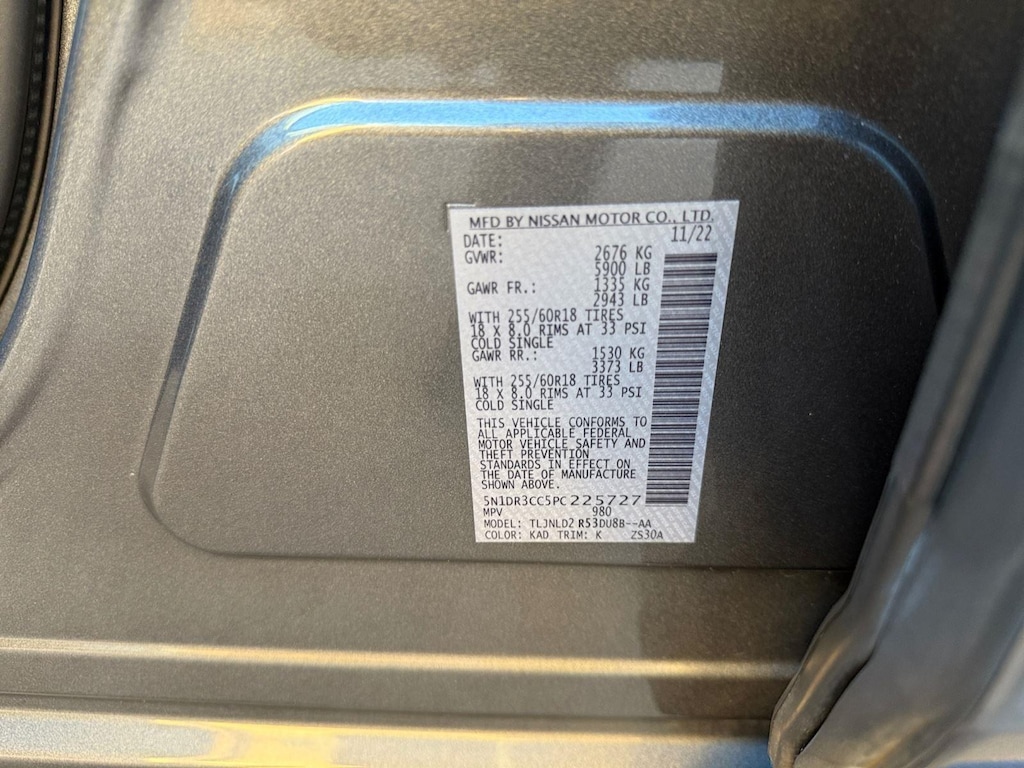 MFD BY NISSAN MOTOR CO., LTD.
DATE: 11/22
GVWR: 2676 KG
5900 LB
GAWR FR.: 1335 KG
2943 LB
WITH 255/60R18 TIRES
18 X 8.0 RIMS AT 33 PSI
COLD SINGLE
GAWR RR.: 1530 KG
3373 LB
WITH 255/60R18 TIRES
18 X 8.0 RIMS AT 33 PSI
COLD SINGLE
THIS VEHICLE CONFORMS TO
ALL APPLICABLE FEDERAL
MOTOR VEHICLE SAFETY AND
THEFT PREVENTION
STANDARDS IN EFFECT ON
THE DATE OF MANUFACTURE
SHOWN ABOVE.
5N1DR3CC5PC225727
MPV 980
MODEL: TLJNLD2 R53DU8B--AA
COLOR: KAD TRIM: K ZS30A